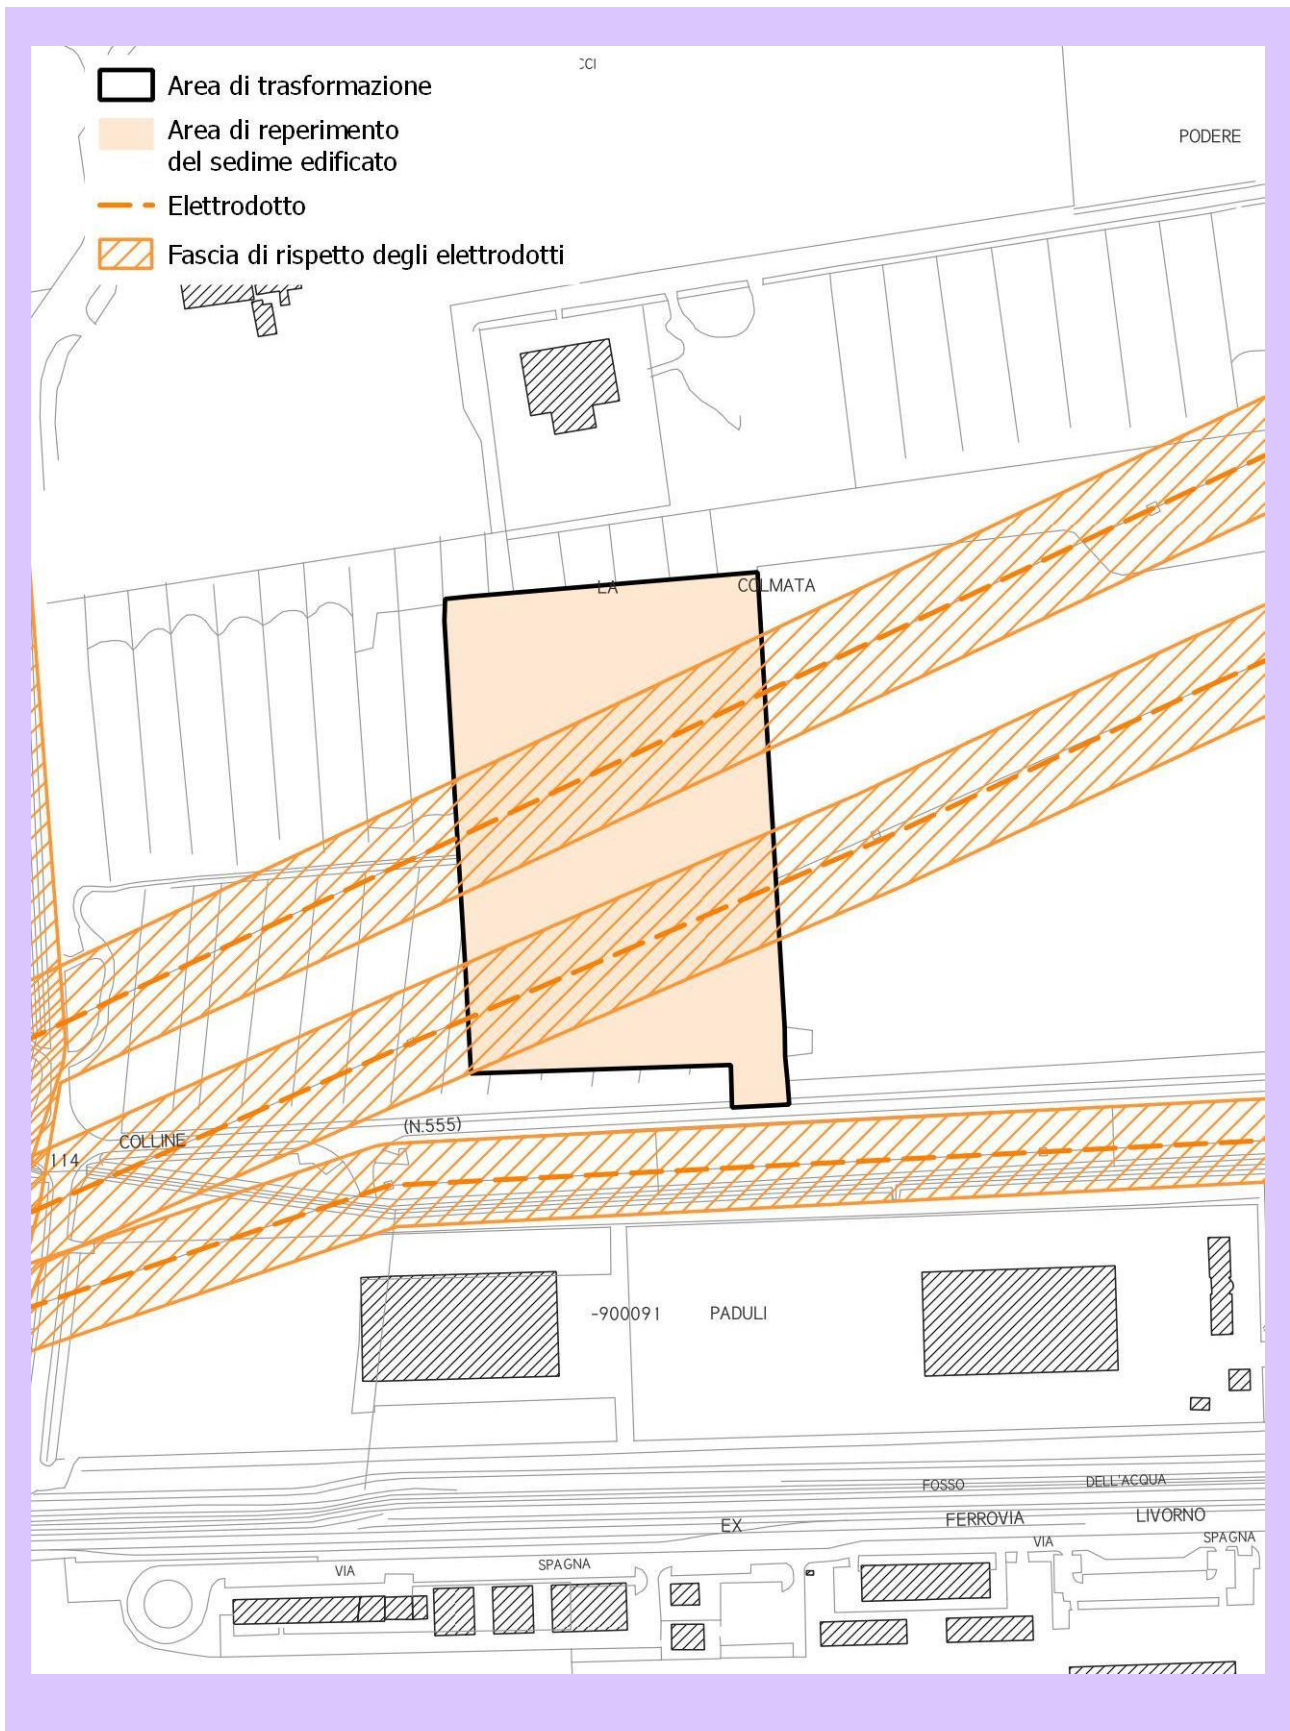 CCI
Area di trasformazione
Area di reperimento
del sedime edificato
Elettrodotto
Fascia di rispetto degli elettrodotti
PODERE
LA COLMATA
(N.555)
COLLINE
114
-900091 PADULI
FOSSO DELL'ACQUA
EX FERROVIA LIVORNO
VIA SPAGNA
VIA SPAGNA